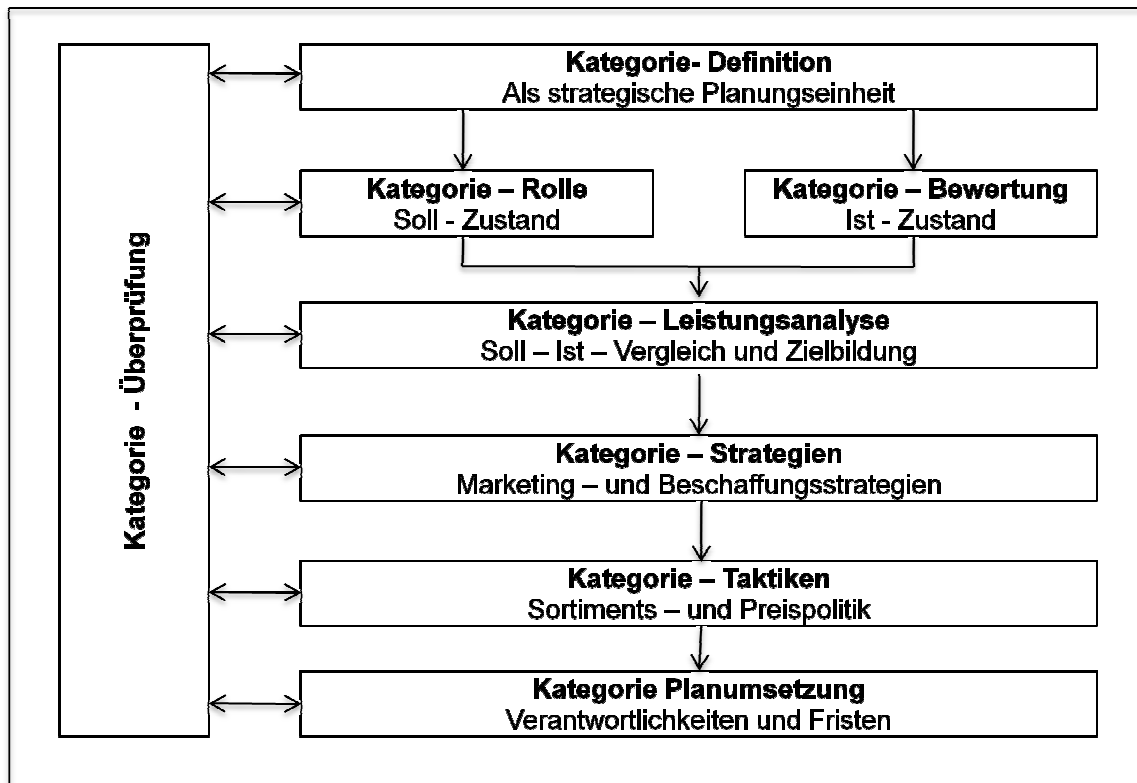 Kategorie - Überprüfung
Kategorie- Definition
Als strategische Planungseinheit
Kategorie – Rolle
Soll - Zustand
Kategorie – Bewertung
Ist - Zustand
Kategorie – Leistungsanalyse
Soll – Ist – Vergleich und Zielbildung
Kategorie – Strategien
Marketing – und Beschaffungsstrategien
Kategorie – Taktiken
Sortiments – und Preispolitik
Kategorie Planumsetzung
Verantwortlichkeiten und Fristen